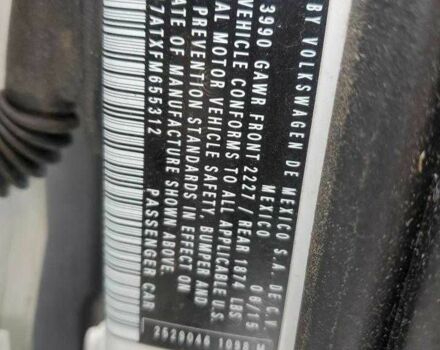 BY VOLKSWAGEN DE MEXICO S.A. DE C.V.
MEXICO 06/15
3990 GAWR FRONT 2227/ REAR 1874 LBS.
VEHICLE CONFORMS TO ALL APPLICABLE
AL MOTOR VEHICLE SAFETY, BUMPER AND
PREVENTION STANDARDS IN EFFECT ON
ATE OF MANUFACTURE SHOWN ABOVE. U.S.
7ATXFM655312 PASSENGER CAR
2520046 1098 M